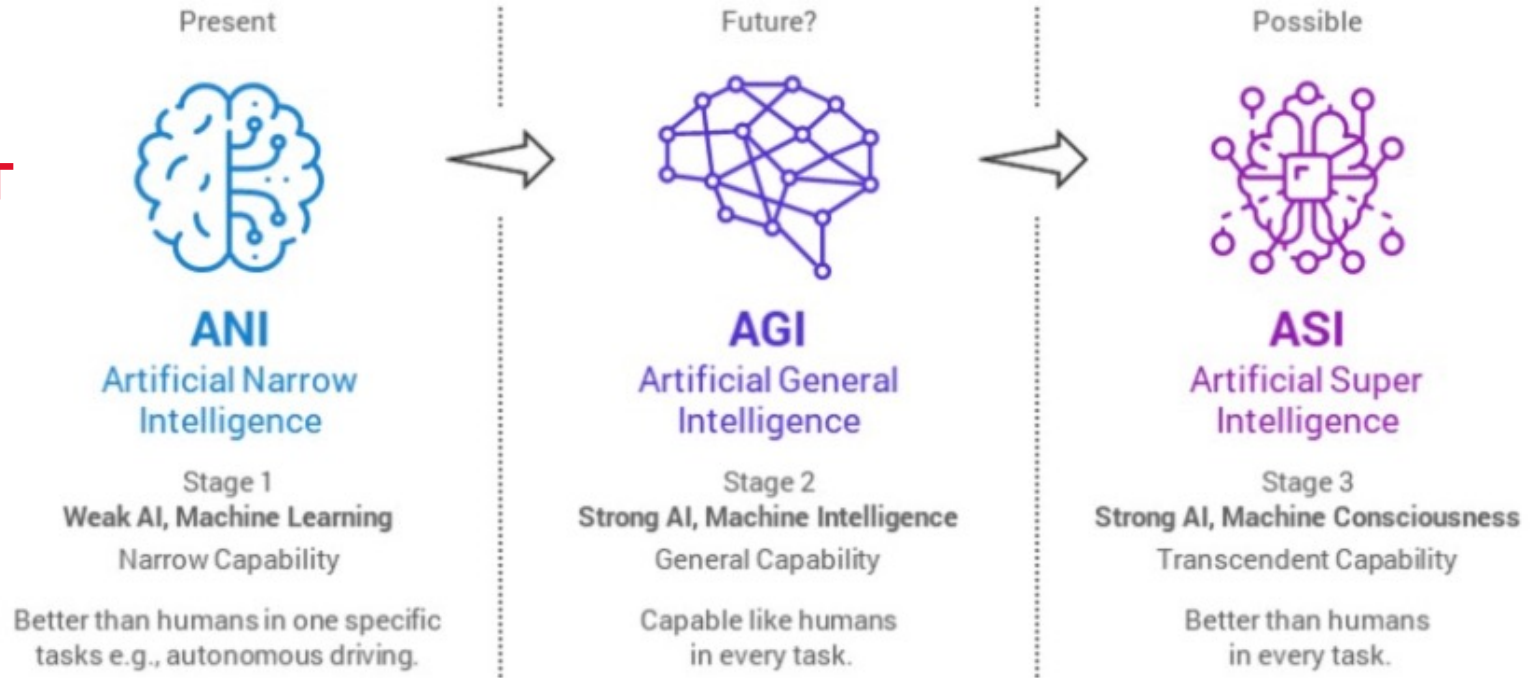 Present
ANI
Artificial Narrow
Intelligence
Stage 1
Weak AI, Machine Learning
Narrow Capability
Better than humans in one specific
tasks e.g., autonomous driving.
Future?
AGI
Artificial General
Intelligence
Stage 2
Strong AI, Machine Intelligence
General Capability
Capable like humans
in every task.
Possible
ASI
Artificial Super
Intelligence
Stage 3
Strong AI, Machine Consciousness
Transcendent Capability
Better than humans
in every task.